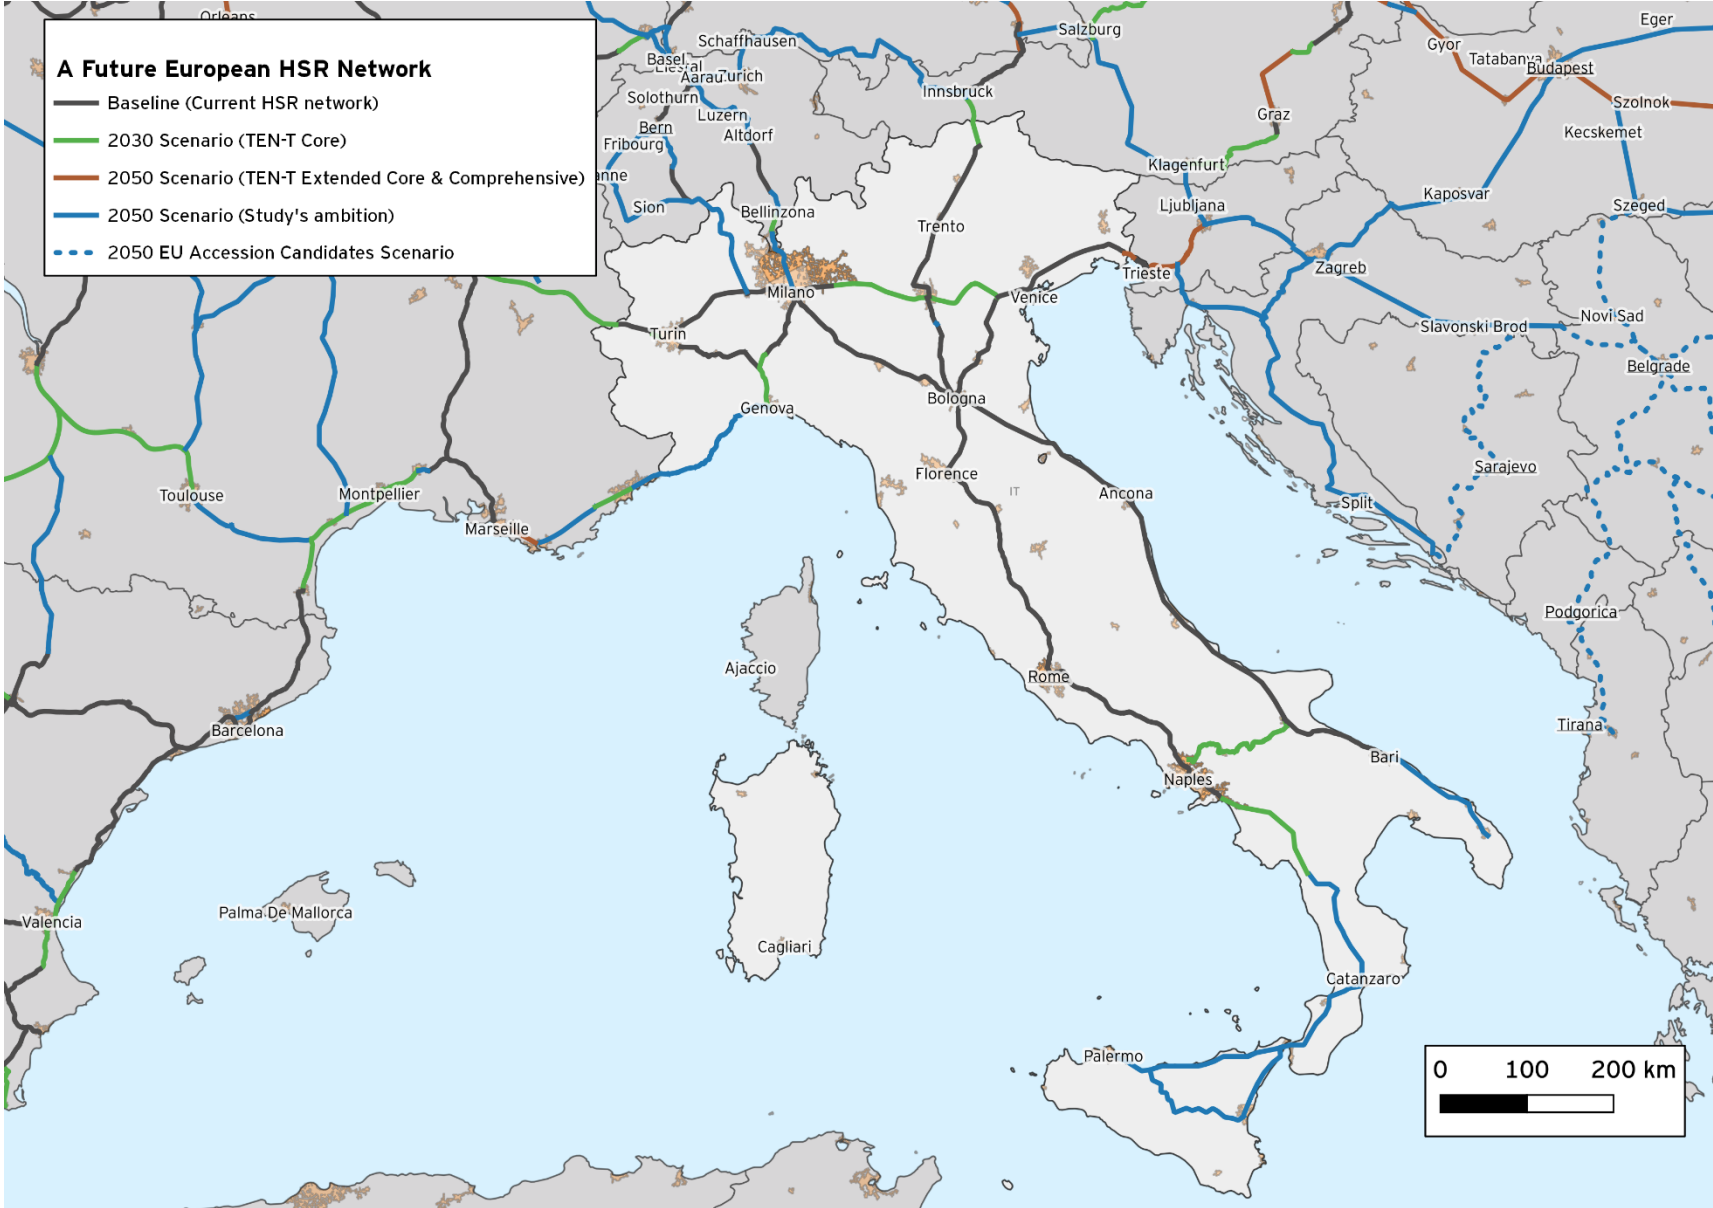 Orleans
A Future European HSR Network
Baseline (Current HSR network)
2030 Scenario (TEN-T Core)
2050 Scenario (TEN-T Extended Core & Comprehensive)
2050 Scenario (Study's ambition)
2050 EU Accession Candidates Scenario
Schaffhausen
Salzburg
Eger
Gyor
Tatabanya
Budapest
Basel
Liestal
Aarau
Zurich
Solothurn
Innsbruck
Szolnok
Luzern
Graz
Bern
Altdorf
Kecskemet
Fribourg
Klagenfurt
anne
Kaposvar
Sion
Bellinzona
Ljubljana
Szeged
Trento
Trieste
Zagreb
Milano
Venice
Novi Sad
Turin
Slavonski Brod
Belgrade
Bologna
Genova
Florence
Sarajevo
Toulouse
Montpellier
IT
Ancona
Split
Marseille
Podgorica
Ajaccio
Rome
Tirana
Barcelona
Bari
Naples
Palma De Mallorca
Valencia
Cagliari
Catanzaro
Palermo
0 100 200 km